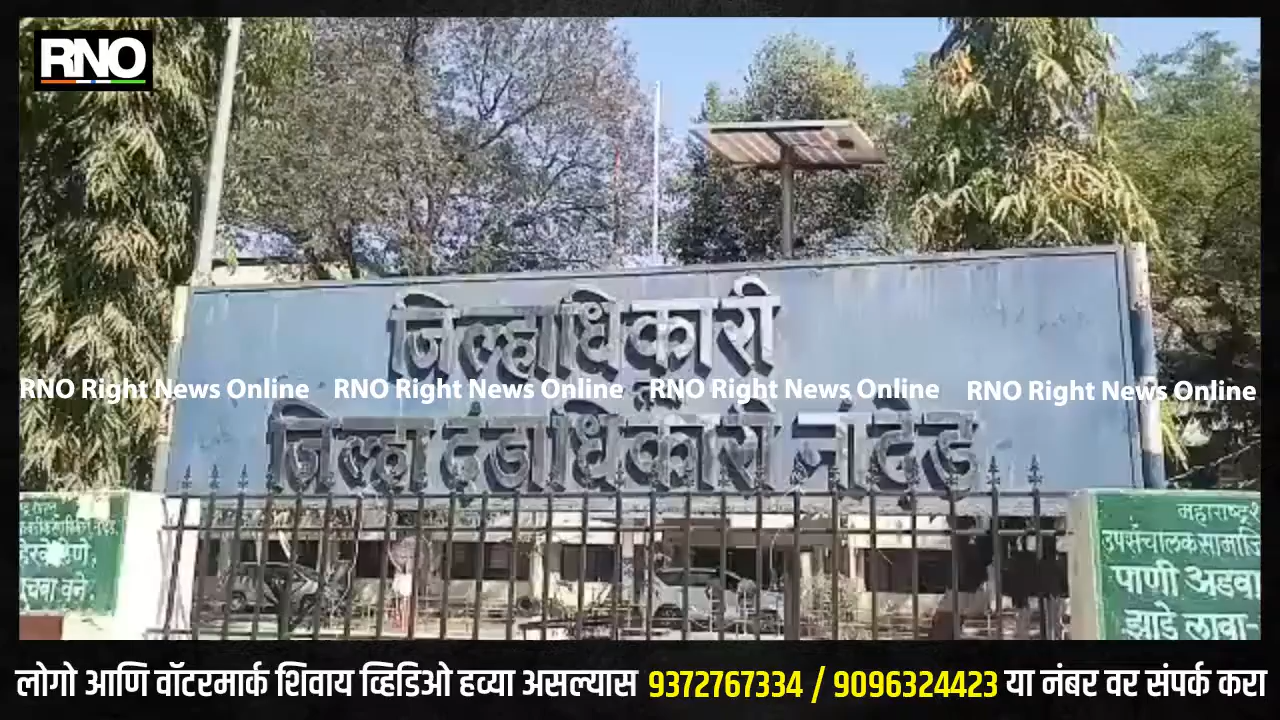 RNO
जिल्हाधिकारी
RNO Right News Online RNO Right News Online RNO Right News Online RNO Right News Online
जिल्हा दंडाधिकारी नांदेड
महाराष्ट्र
उपसंचालक सामाजि
पाणी अडवा
झाडे लावा-
लोगो आणि वॉटरमार्क शिवाय व्हिडिओ हव्या असल्यास 9372767334 / 9096324423 या नंबर वर संपर्क करा